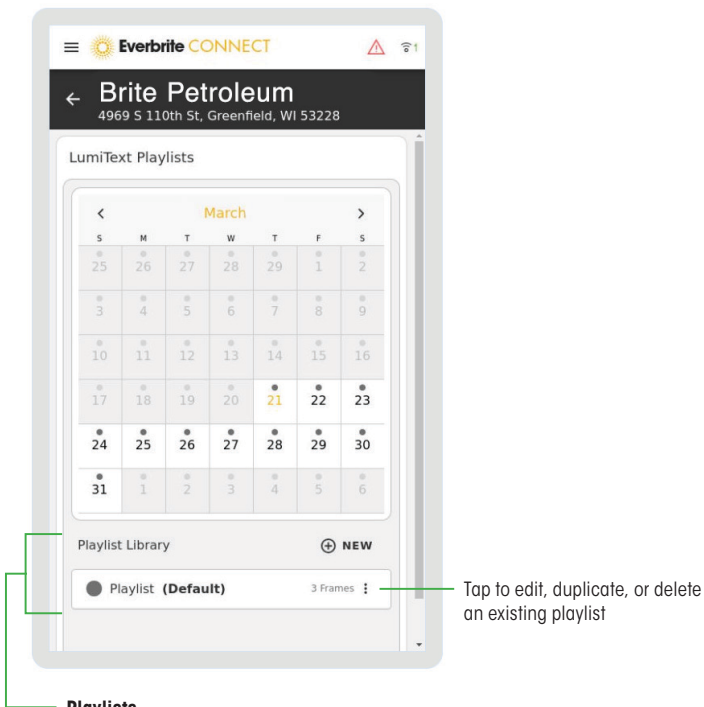 Everbrite CONNECT
1
Brite Petroleum
4969 S 110th St, Greenfield, WI 53228
LumiText Playlists
March
S M T W T F S
25 26 27 28 29 1 2
3 4 5 6 7 8 9
10 11 12 13 14 15 16
17 18 19 20 21 22 23
24 25 26 27 28 29 30
31 1 2 3 4 5 6
Playlist Library NEW
Playlist (Default) 3 Frames
Tap to edit, duplicate, or delete
an existing playlist
Playlists